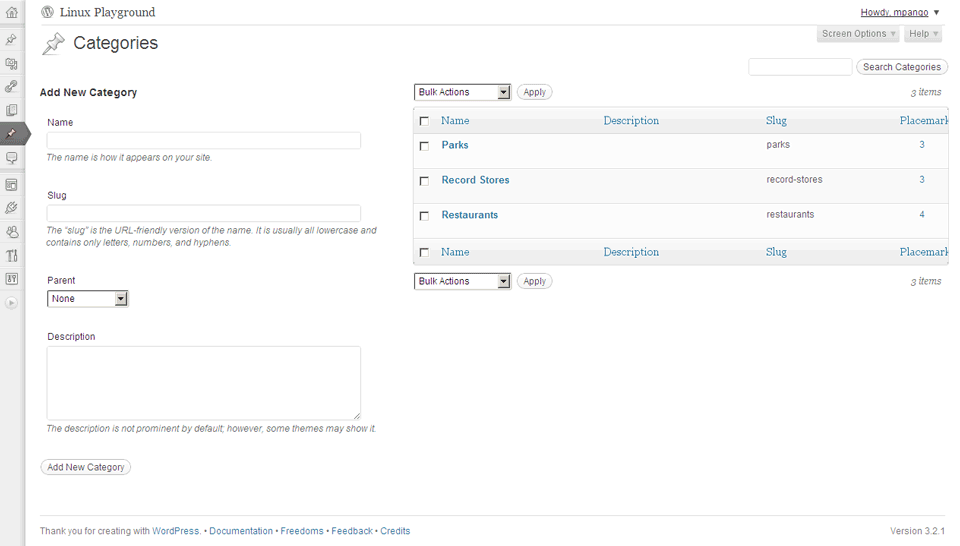 Linux Playground
Howdy, mpango ▼
Categories
Screen Options ▼ Help ▼
Search Categories
Add New Category
Bulk Actions Apply 3 items
Name
The name is how it appears on your site.
Slug
The “slug” is the URL-friendly version of the name. It is usually all lowercase and
contains only letters, numbers, and hyphens.
Parent
None
Description
The description is not prominent by default; however, some themes may show it.
Add New Category
Name Description Slug Placemark
Parks parks 3
Record Stores record-stores 3
Restaurants restaurants 4
Name Description Slug Placemark
Bulk Actions Apply 3 items
Thank you for creating with WordPress. • Documentation • Freedoms • Feedback • Credits
Version 3.2.1